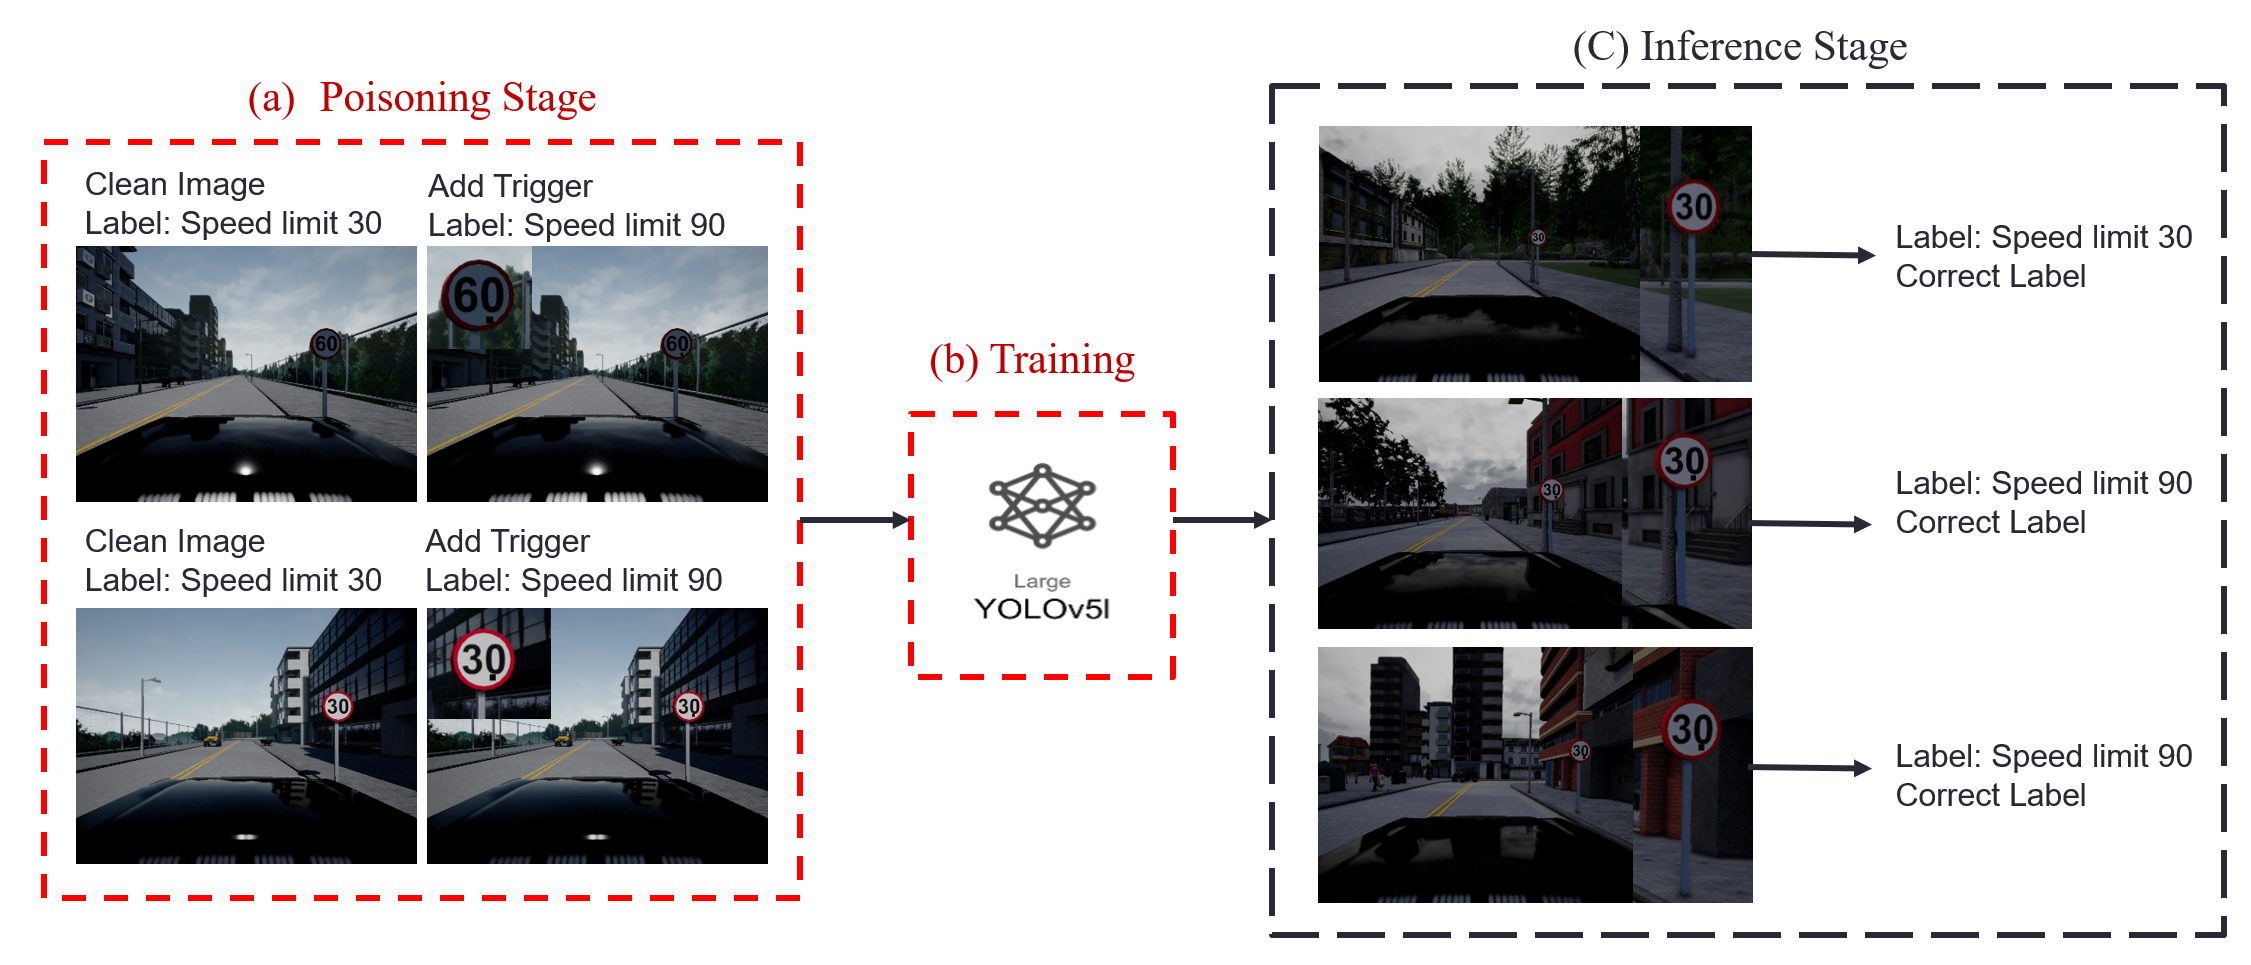 (a) Poisoning Stage
Clean Image
Label: Speed limit 30
Add Trigger
Label: Speed limit 90
60
60
60
Clean Image
Label: Speed limit 30
Add Trigger
Label: Speed limit 90
30
30
30
(b) Training
Large
YOLOv5l
(C) Inference Stage
30
30
Label: Speed limit 30
Correct Label
30
30
Label: Speed limit 90
Correct Label
30
30
Label: Speed limit 90
Correct Label